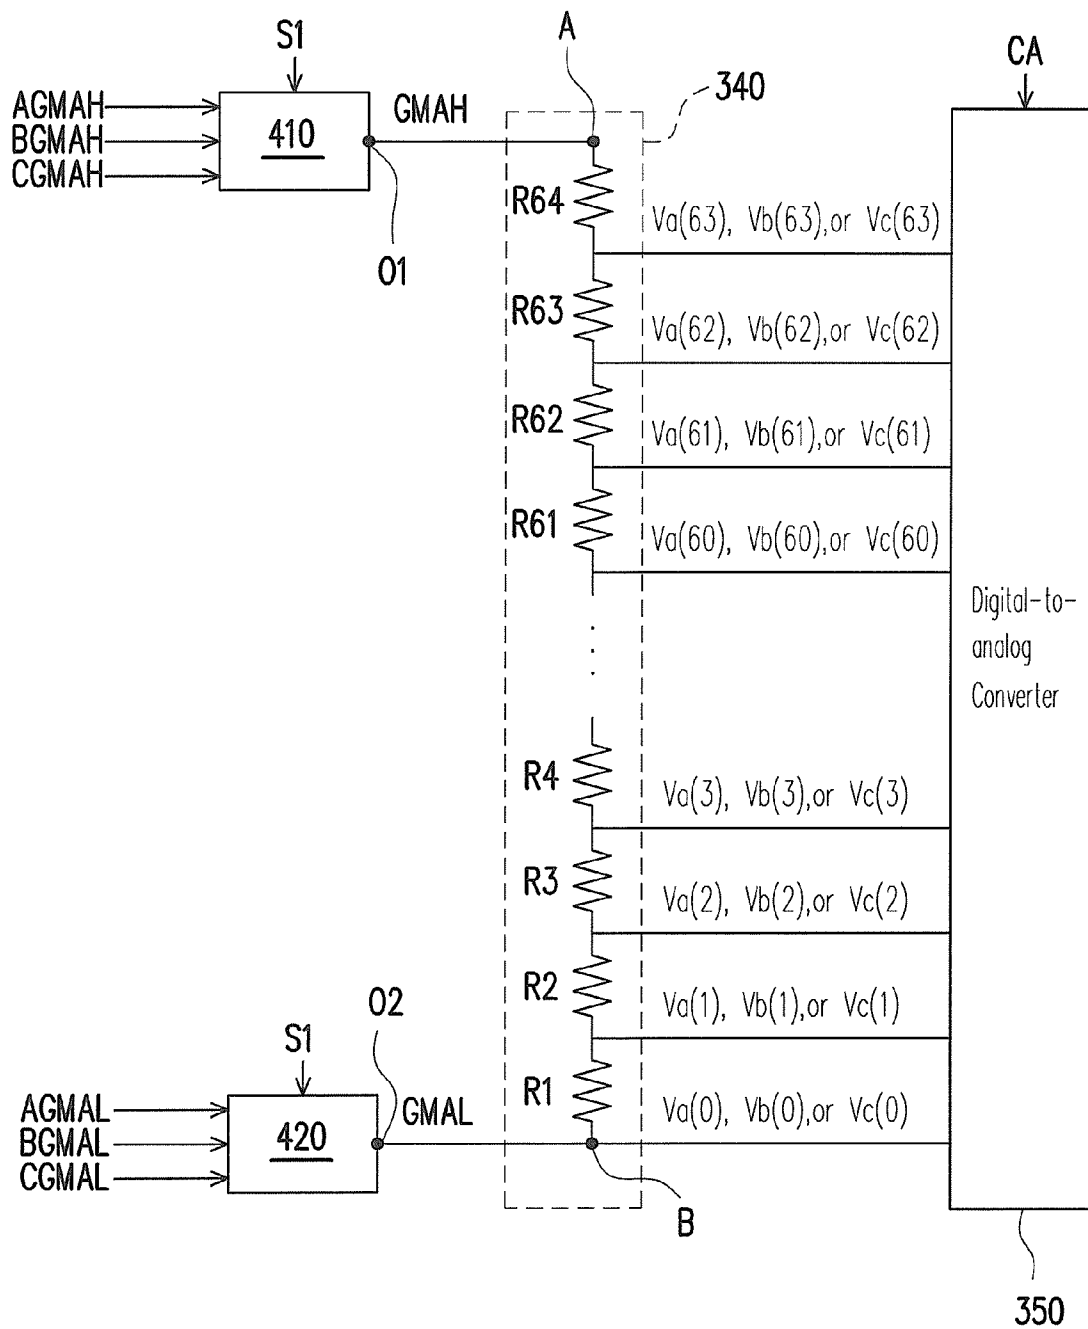 S1
A
340
CA
AGMAH
BGMAH
CGMAH
410
GMAH
O1
R64
Va(63), Vb(63),or Vc(63)
R63
Va(62), Vb(62),or Vc(62)
R62
Va(61), Vb(61),or Vc(61)
R61
Va(60), Vb(60),or Vc(60)
Digital-to-
analog
Converter
R4
Va(3), Vb(3),or Vc(3)
R3
Va(2), Vb(2),or Vc(2)
R2
Va(1), Vb(1),or Vc(1)
O2
S1
R1
Va(0), Vb(0),or Vc(0)
AGMAL
BGMAL
CGMAL
420
GMAL
B
350